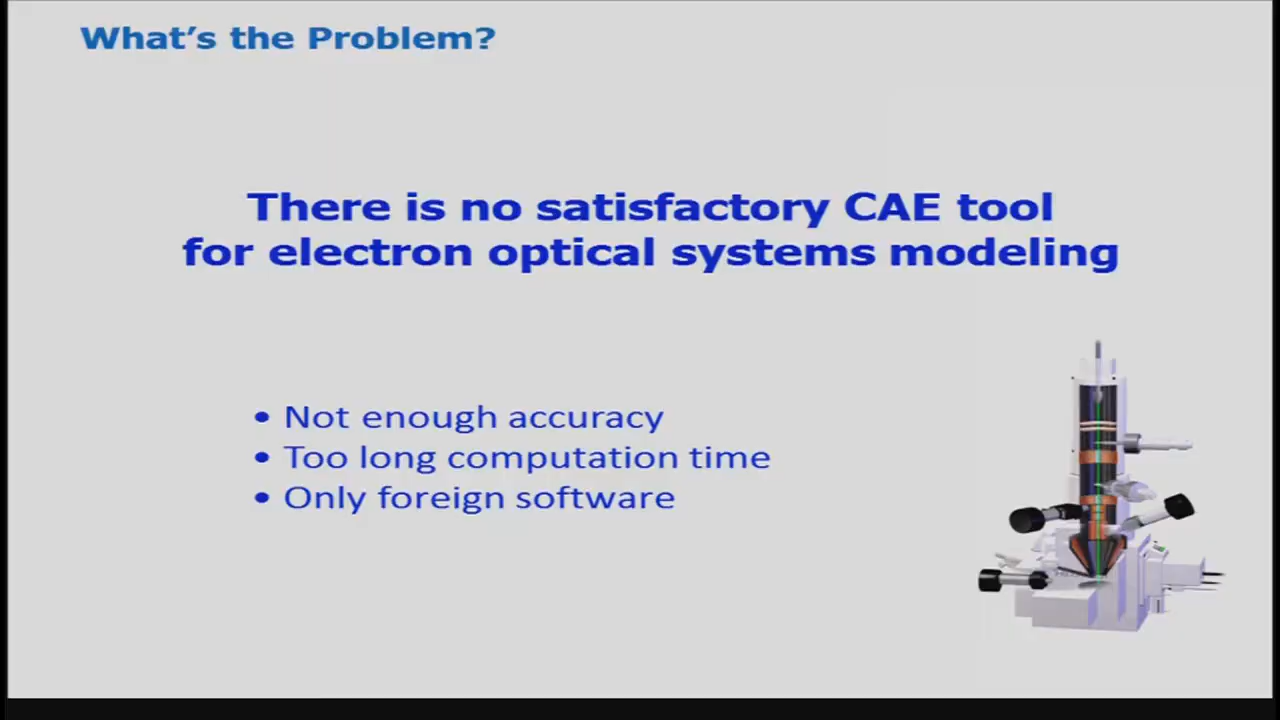 What's the Problem?
There is no satisfactory CAE tool
for electron optical systems modeling
• Not enough accuracy
• Too long computation time
• Only foreign software